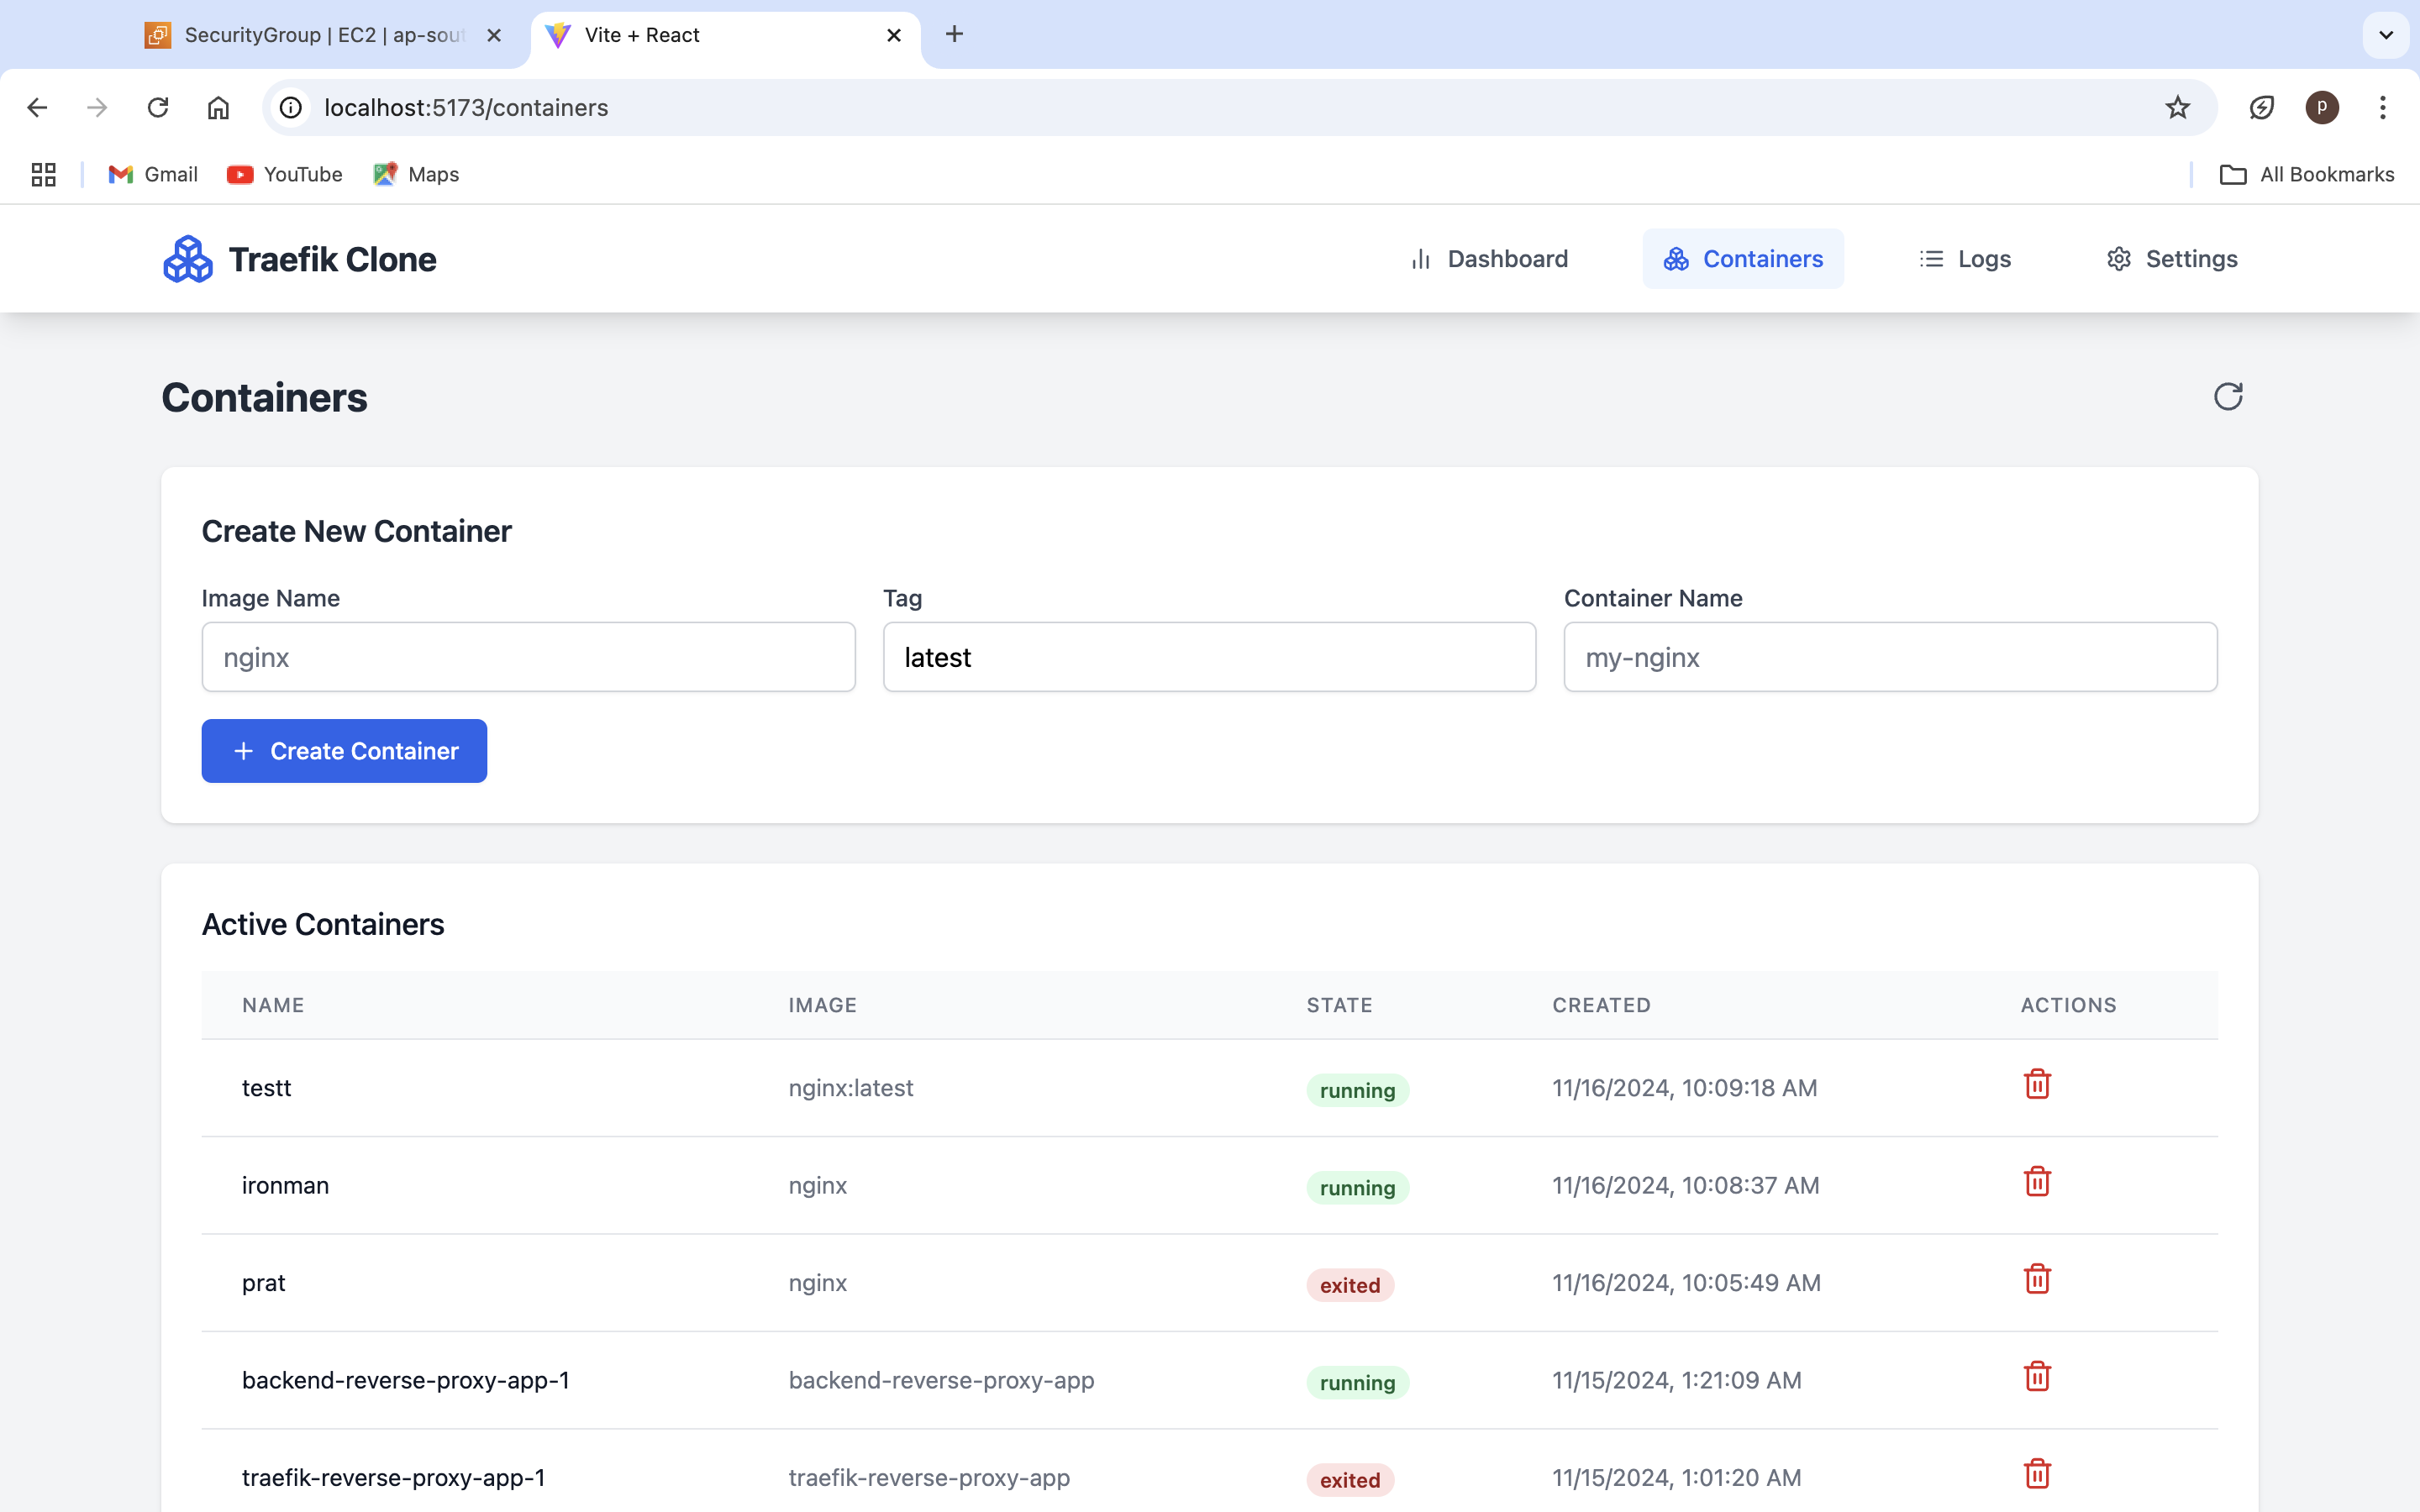 SecurityGroup | EC2 | ap-sout
Vite + React
localhost:5173/containers
p
Gmail
YouTube
Maps
All Bookmarks
Traefik Clone
Dashboard
Containers
Logs
Settings
Containers
Create New Container
Image Name
Tag
Container Name
nginx
latest
my-nginx
+ Create Container
Active Containers
NAME IMAGE STATE CREATED ACTIONS
testt nginx:latest running 11/16/2024, 10:09:18 AM
ironman nginx running 11/16/2024, 10:08:37 AM
prat nginx exited 11/16/2024, 10:05:49 AM
backend-reverse-proxy-app-1 backend-reverse-proxy-app running 11/15/2024, 1:21:09 AM
traefik-reverse-proxy-app-1 traefik-reverse-proxy-app exited 11/15/2024, 1:01:20 AM